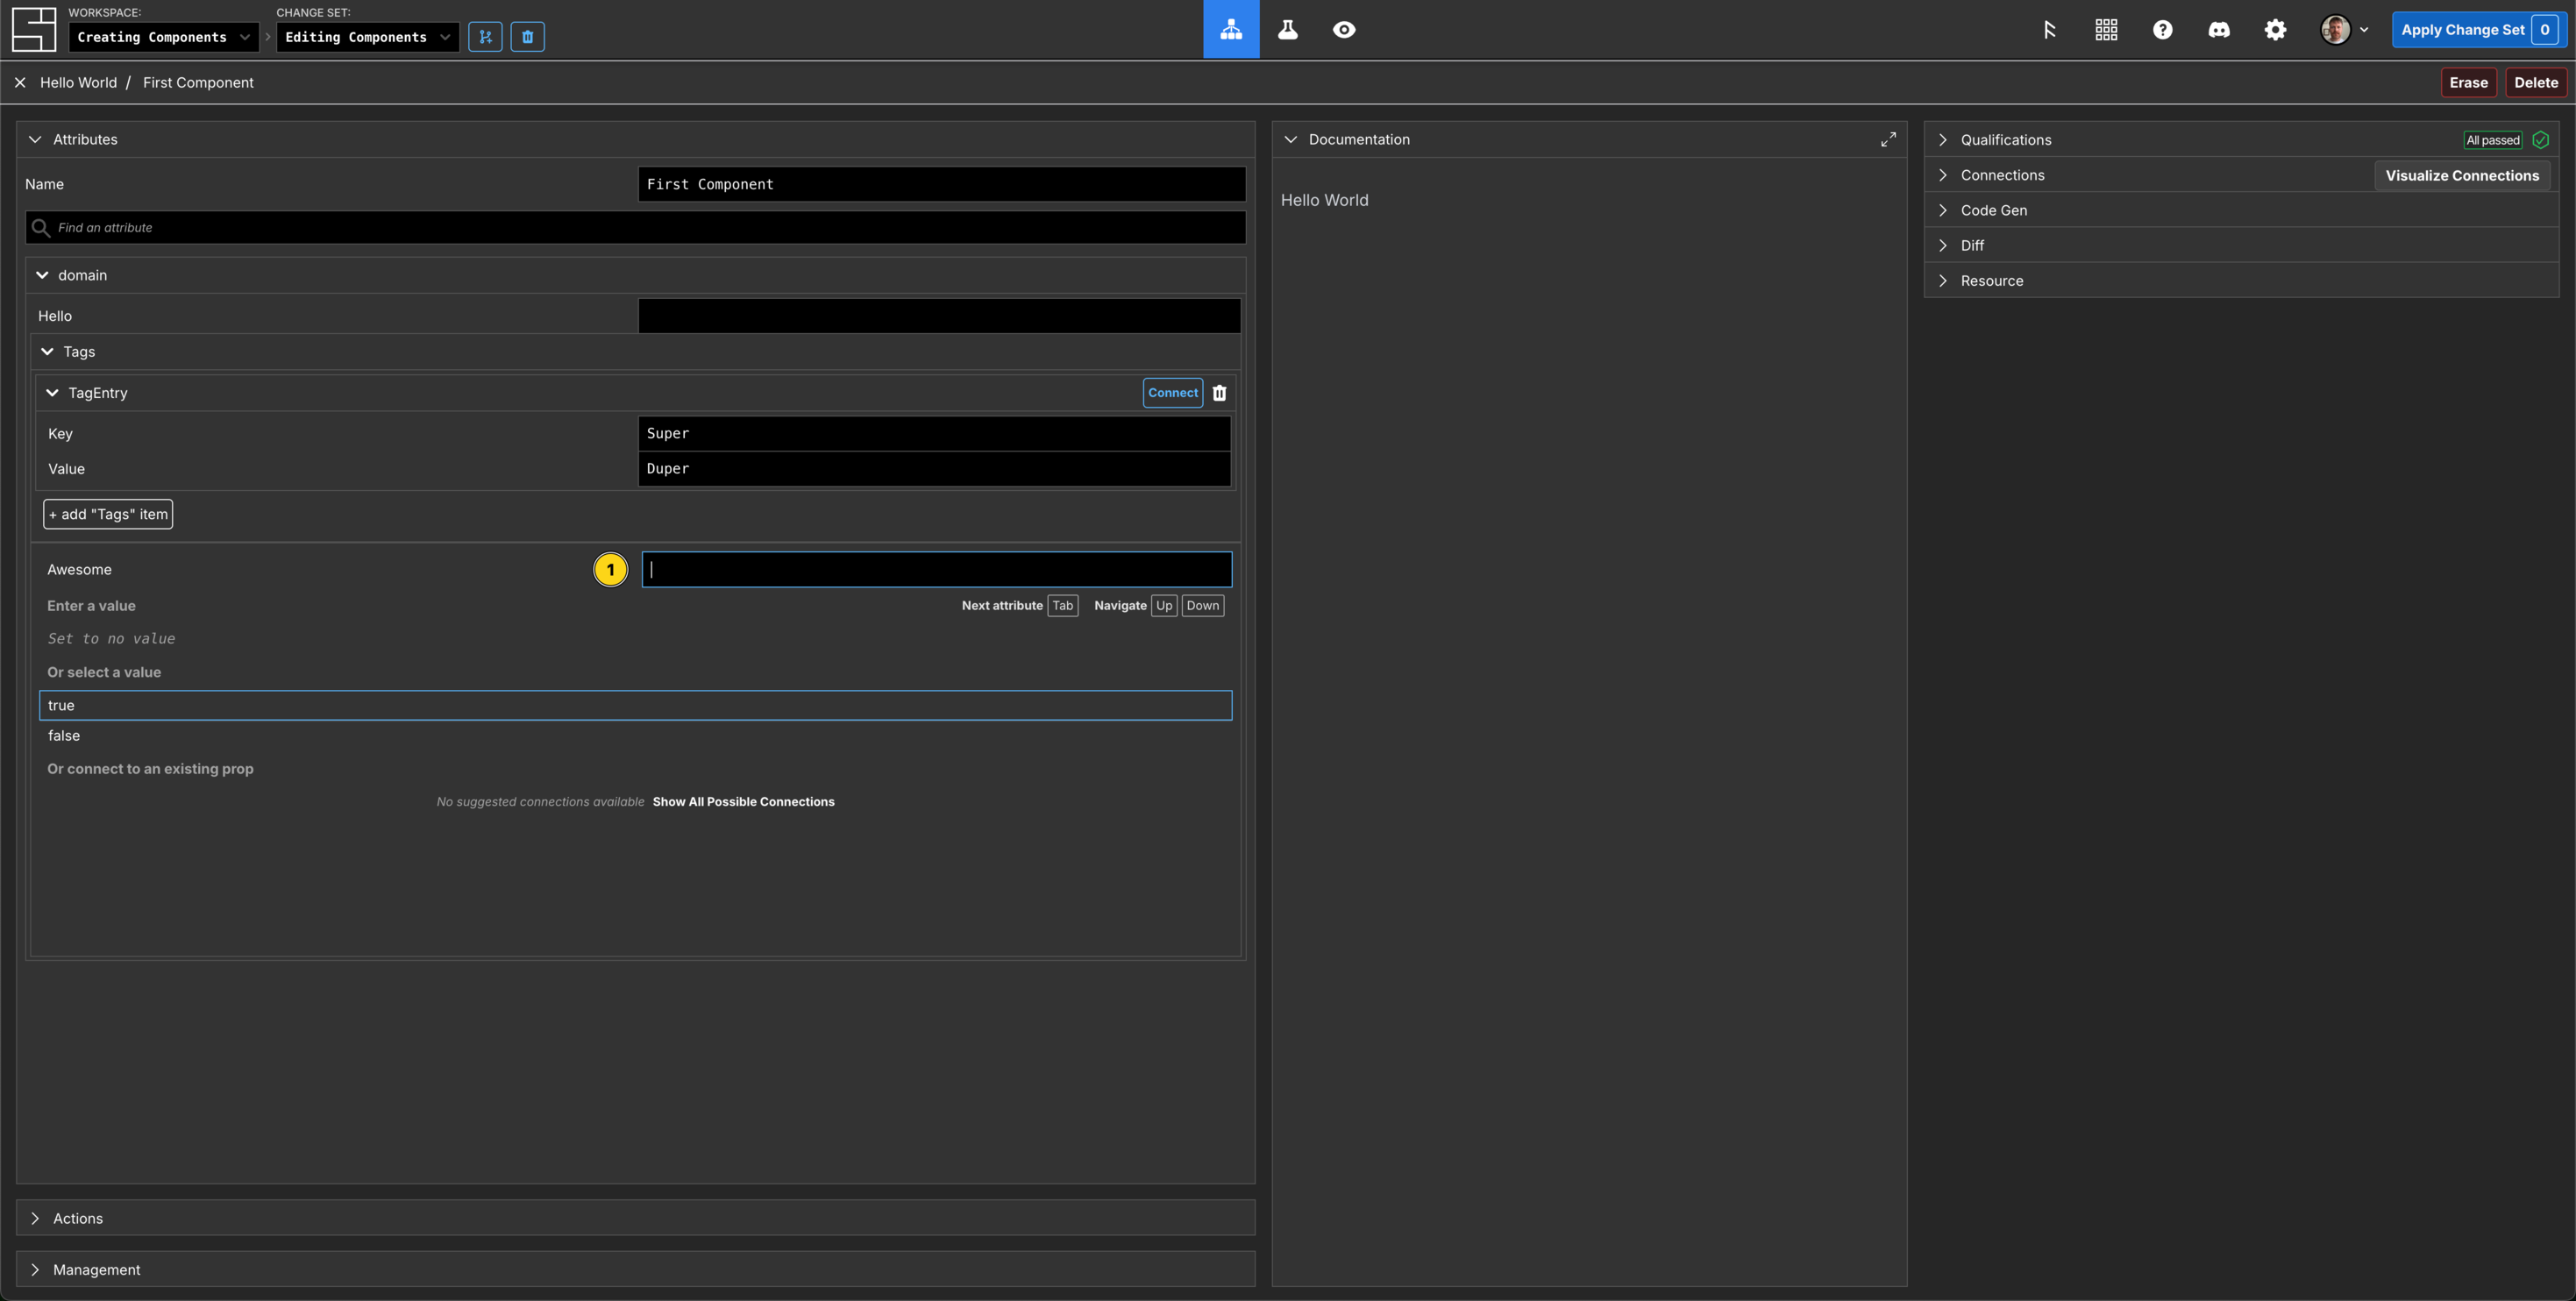 WORKSPACE:
CHANGE SET:
Creating Components
Editing Components
Apply Change Set 0
Hello World / First Component
Erase
Delete
Attributes
Name
First Component
Find an attribute
domain
Hello
Tags
TagEntry
Connect
Key
Super
Value
Duper
+ add "Tags" item
Awesome
1
Enter a value
Next attribute Tab Navigate Up Down
Set to no value
Or select a value
true
false
Or connect to an existing prop
No suggested connections available Show All Possible Connections
Actions
Management
Documentation
Hello World
Qualifications
All passed
Connections
Visualize Connections
Code Gen
Diff
Resource